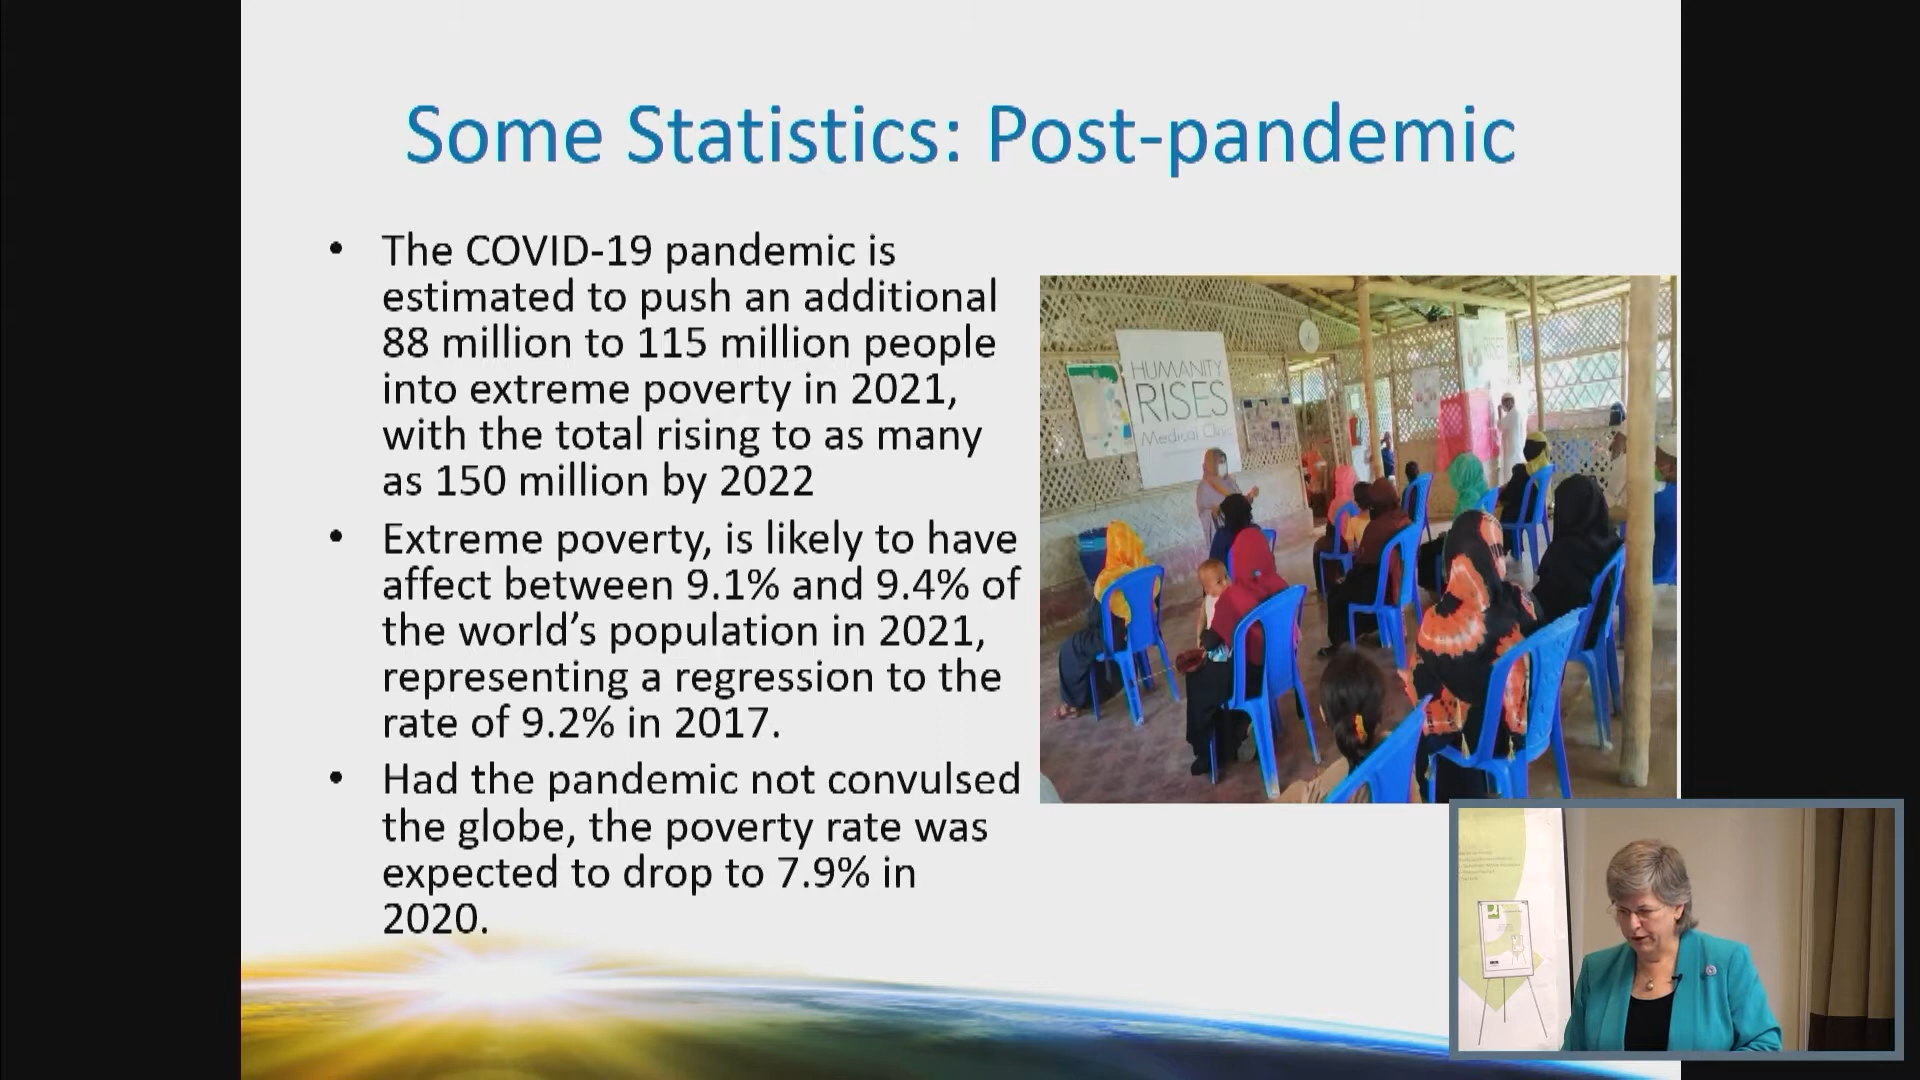 Some Statistics: Post-pandemic
• The COVID-19 pandemic is
estimated to push an additional
88 million to 115 million people
into extreme poverty in 2021,
with the total rising to as many
as 150 million by 2022
• Extreme poverty, is likely to have
affect between 9.1% and 9.4% of
the world’s population in 2021,
representing a regression to the
rate of 9.2% in 2017.
• Had the pandemic not convulsed
the globe, the poverty rate was
expected to drop to 7.9% in
2020.
HUMANITY
RISES
Medical Clinic
RISES